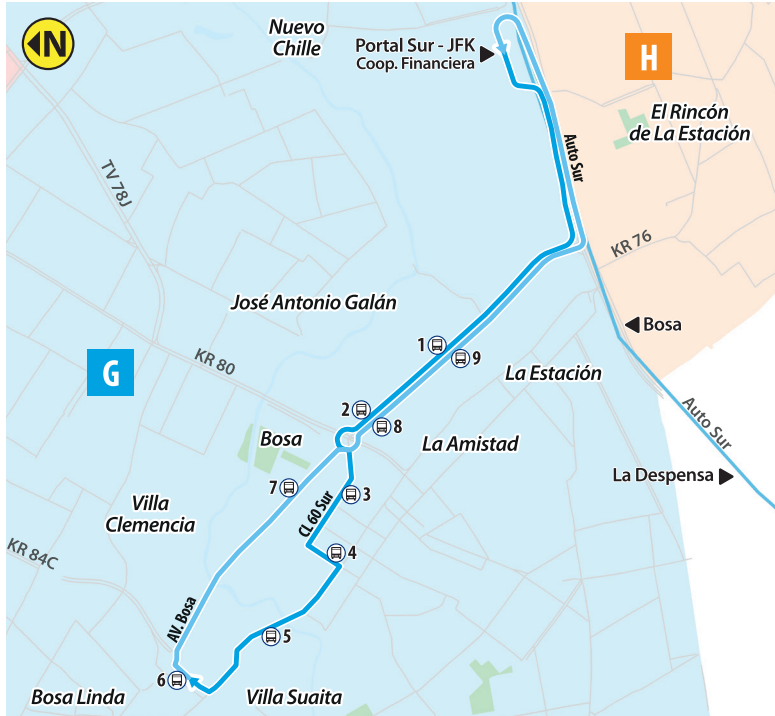 N
Nuevo
Chille
Portal Sur - JFK
Coop. Financiera
H
El Rincón
de La Estación
Auto Sur
TV 78J
KR 76
José Antonio Galán
Bosa
1
9
G
KR 80
La Estación
2
8
Auto Sur
Bosa
La Amistad
La Despensa
7
3
Villa
Clemencia
CL 60 Sur
4
KR 84C
AV. Bosa
5
6
Bosa Linda
Villa Suaita